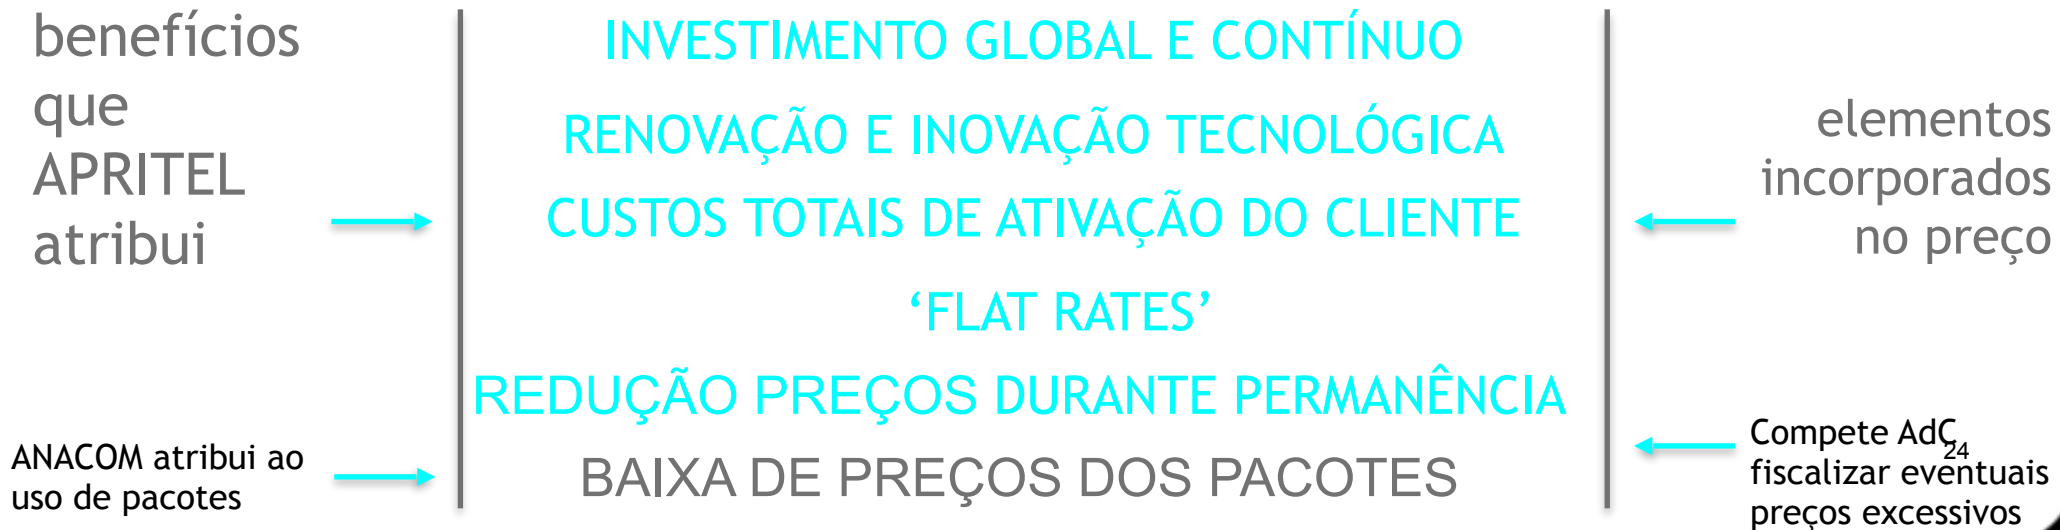 benefícios
que
APRITEL
atribui
ANACOM atribui ao
uso de pacotes
INVESTIMENTO GLOBAL E CONTÍNUO
RENOVAÇÃO E INOVAÇÃO TECNOLÓGICA
CUSTOS TOTAIS DE ATIVAÇÃO DO CLIENTE
‘FLAT RATES’
REDUÇÃO PREÇOS DURANTE PERMANÊNCIA
BAIXA DE PREÇOS DOS PACOTES
elementos
incorporados
no preço
Compete AdC
24
fiscalizar eventuais
preços excessivos